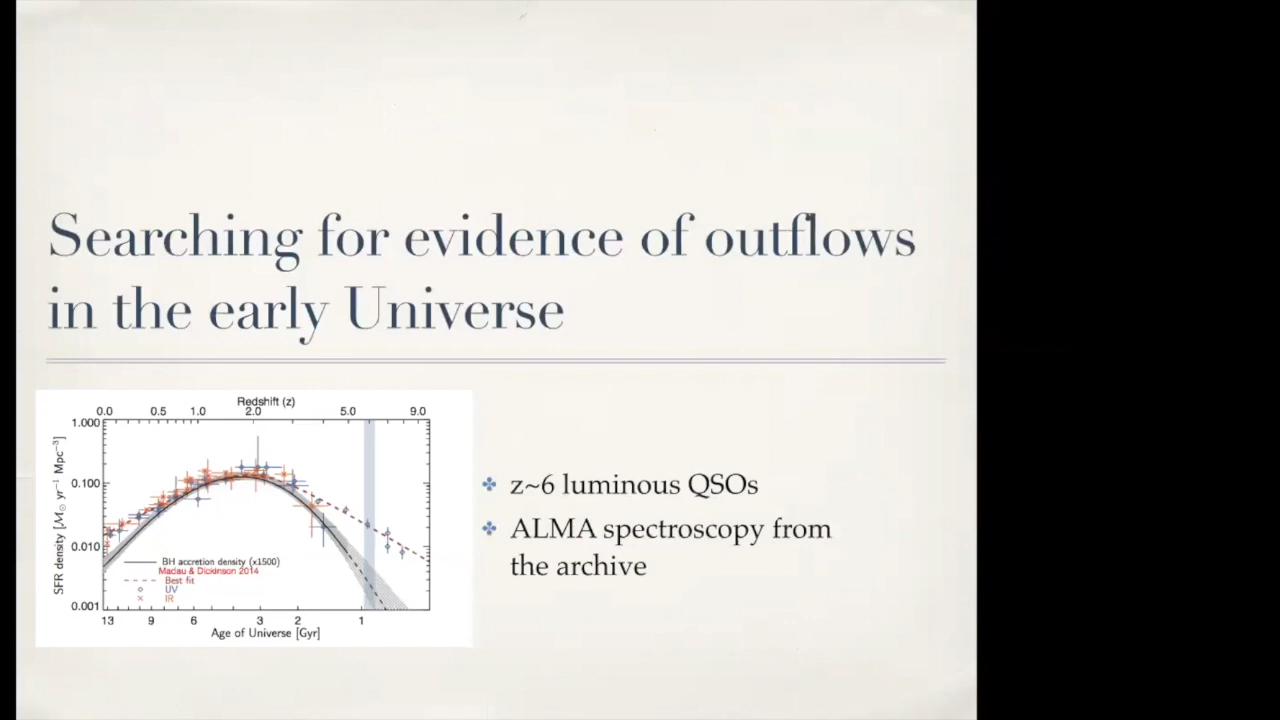 Searching for evidence of outflows
in the early Universe
Redshift (z)
0.0 0.5 1.0 2.0 5.0 9.0
1.000
0.100
0.010
0.001
SFR density [M☉ yr⁻¹ Mpc⁻³]
BH accretion density (x1500)
Madau & Dickinson 2014
Best fit
UV
IR
13 9 6 3 2 1
Age of Universe [Gyr]
z~6 luminous QSOs
ALMA spectroscopy from
the archive